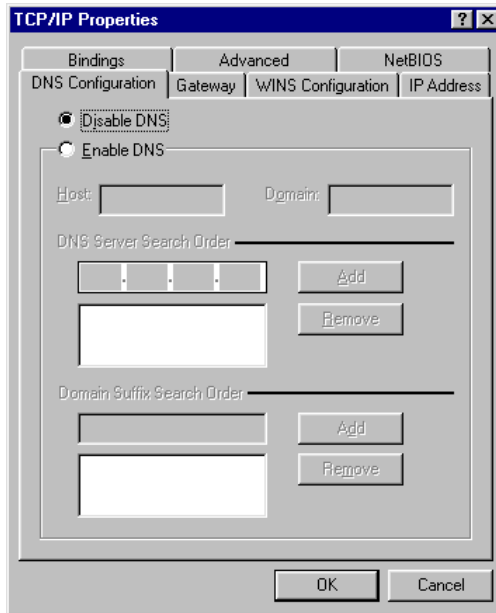 TCP/IP Properties
? X
Bindings Advanced NetBIOS
DNS Configuration Gateway WINS Configuration IP Address
Disable DNS
Enable DNS
Host: Domain:
DNS Server Search Order
. . .
Add
Remove
Domain Suffix Search Order
Add
Remove
OK Cancel